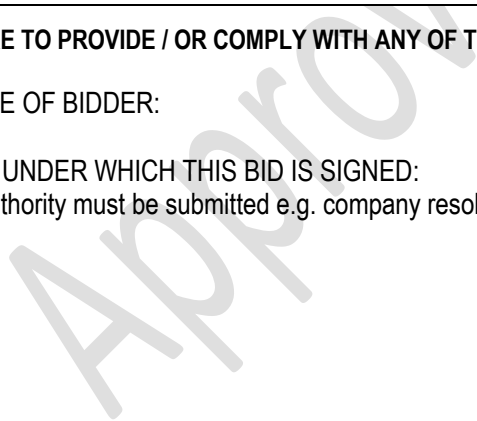 E TO PROVIDE / OR COMPLY WITH ANY OF T
E OF BIDDER:
UNDER WHICH THIS BID IS SIGNED:
thority must be submitted e.g. company resol
Approv